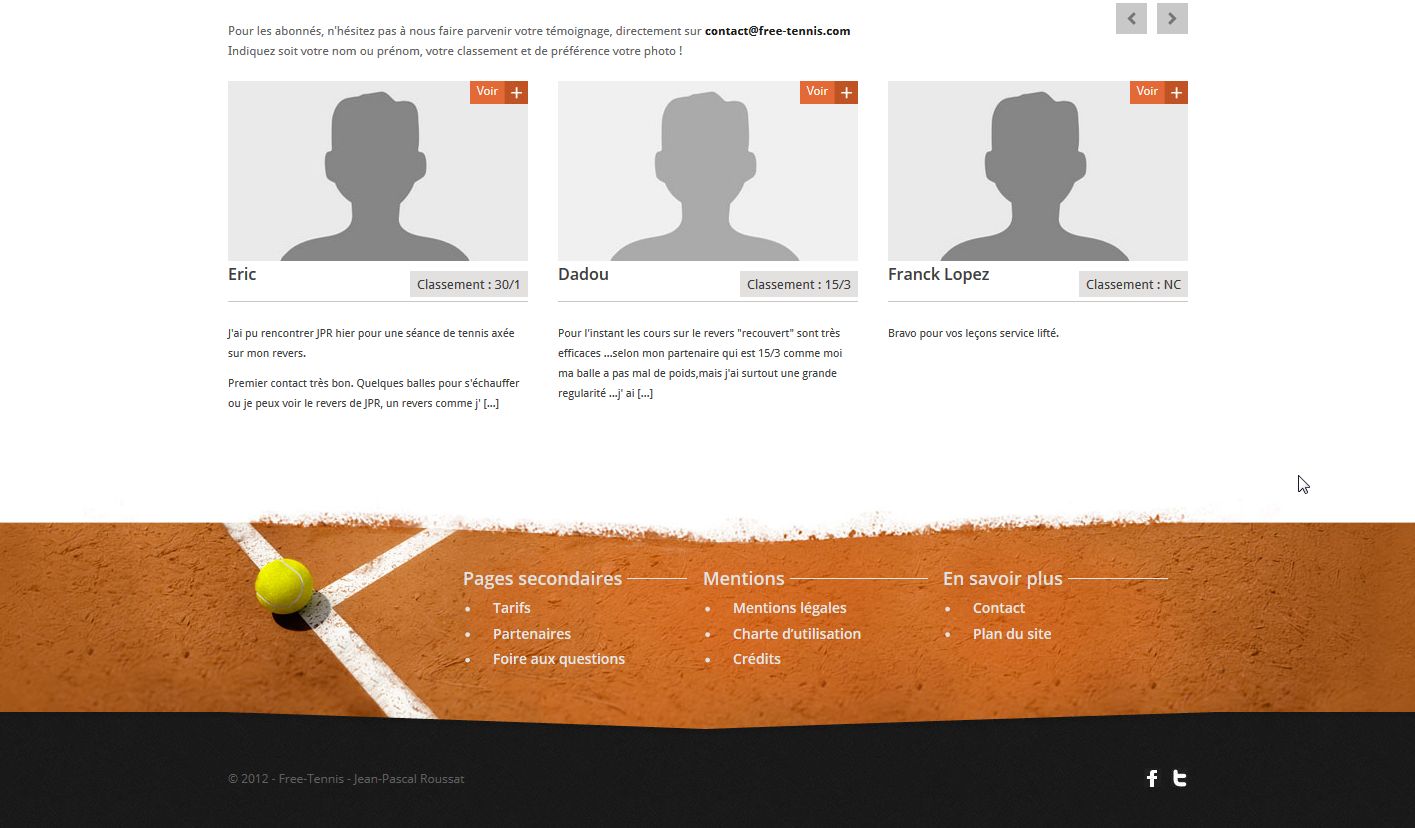 Pour les abonnés, n'hésitez pas à nous faire parvenir votre témoignage, directement sur contact@free-tennis.com
Indiquez soit votre nom ou prénom, votre classement et de préférence votre photo !
Voir +
Voir +
Voir +
Eric
Classement : 30/1
Dadou
Classement : 15/3
Franck Lopez
Classement : NC
J'ai pu rencontrer JPR hier pour une séance de tennis axée
sur mon revers.
Premier contact très bon. Quelques balles pour s'échauffer
ou je peux voir le revers de JPR, un revers comme j' [...]
Pour l'instant les cours sur le revers "recouvert" sont très
efficaces ...selon mon partenaire qui est 15/3 comme moi
ma balle a pas mal de poids,mais j'ai surtout une grande
regularité ...j' ai [...]
Bravo pour vos leçons service lifté.
Pages secondaires
Tarifs
Partenaires
Foire aux questions
Mentions
Mentions légales
Charte d'utilisation
Crédits
En savoir plus
Contact
Plan du site
© 2012 - Free-Tennis - Jean-Pascal Roussat